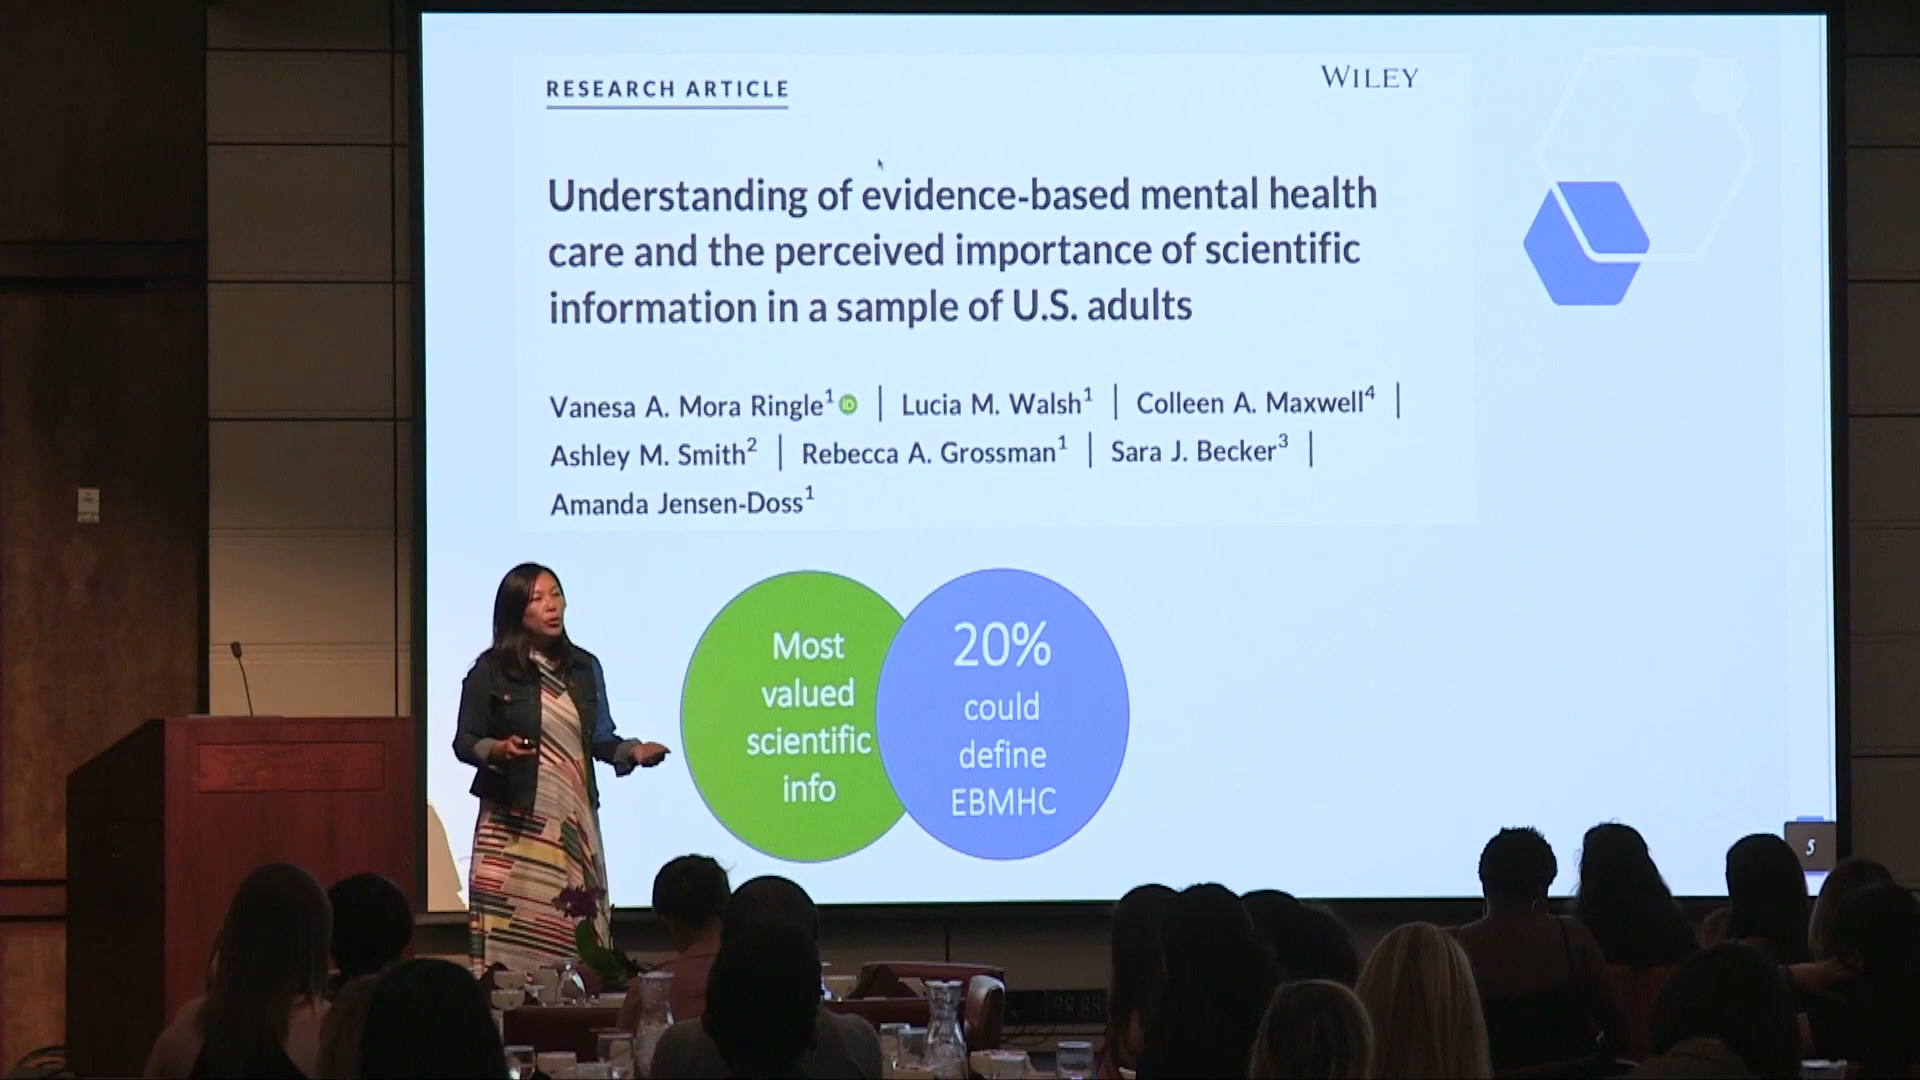 RESEARCH ARTICLE
WILEY
Understanding of evidence-based mental health
care and the perceived importance of scientific
information in a sample of U.S. adults
Vanesa A. Mora Ringle¹ iD | Lucia M. Walsh¹ | Colleen A. Maxwell⁴ |
Ashley M. Smith² | Rebecca A. Grossman¹ | Sara J. Becker³ |
Amanda Jensen-Doss¹
Most
valued
scientific
info
20%
could
define
EBMHC
5